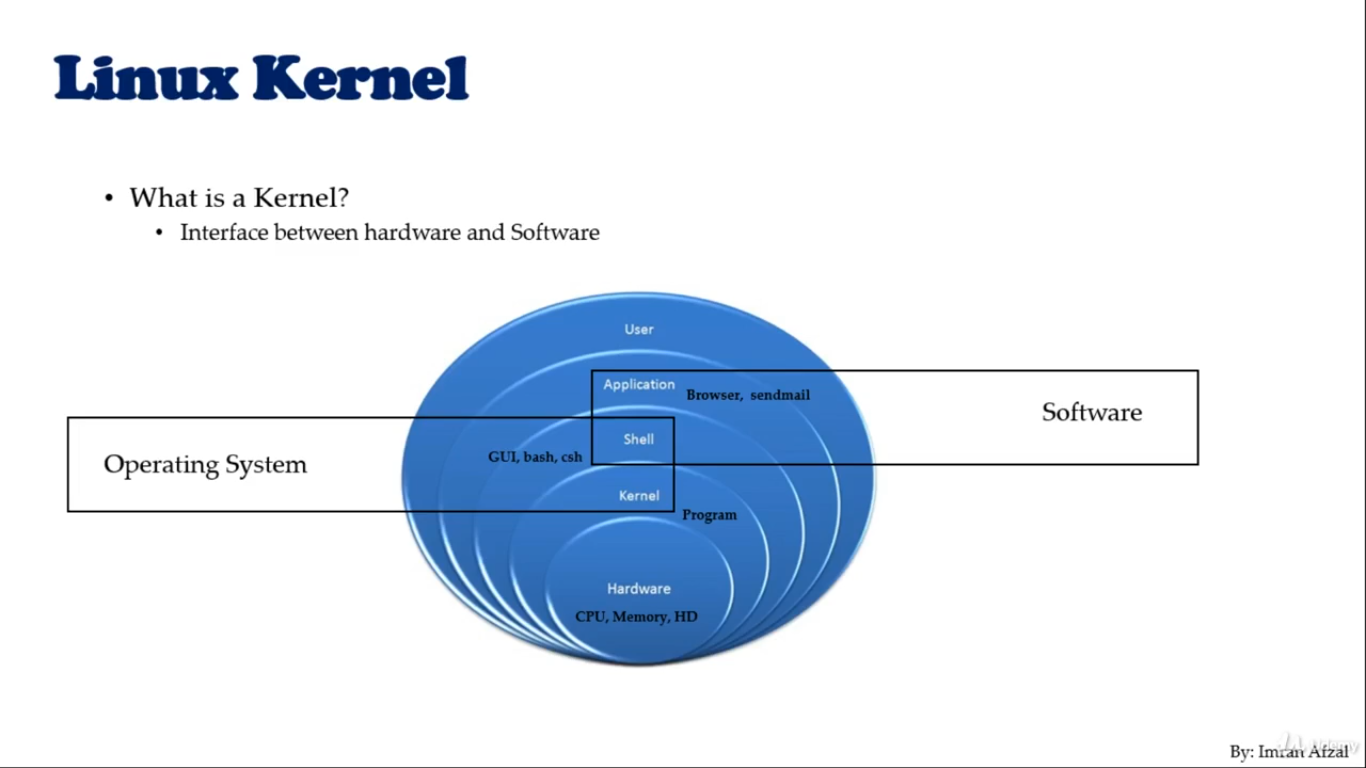 Linux Kernel
• What is a Kernel?
• Interface between hardware and Software
User
Application
Browser, sendmail
Software
Shell
GUI, bash, csh
Operating System
Kernel
Program
Hardware
CPU, Memory, HD
Udemy
By: Imran Afzal